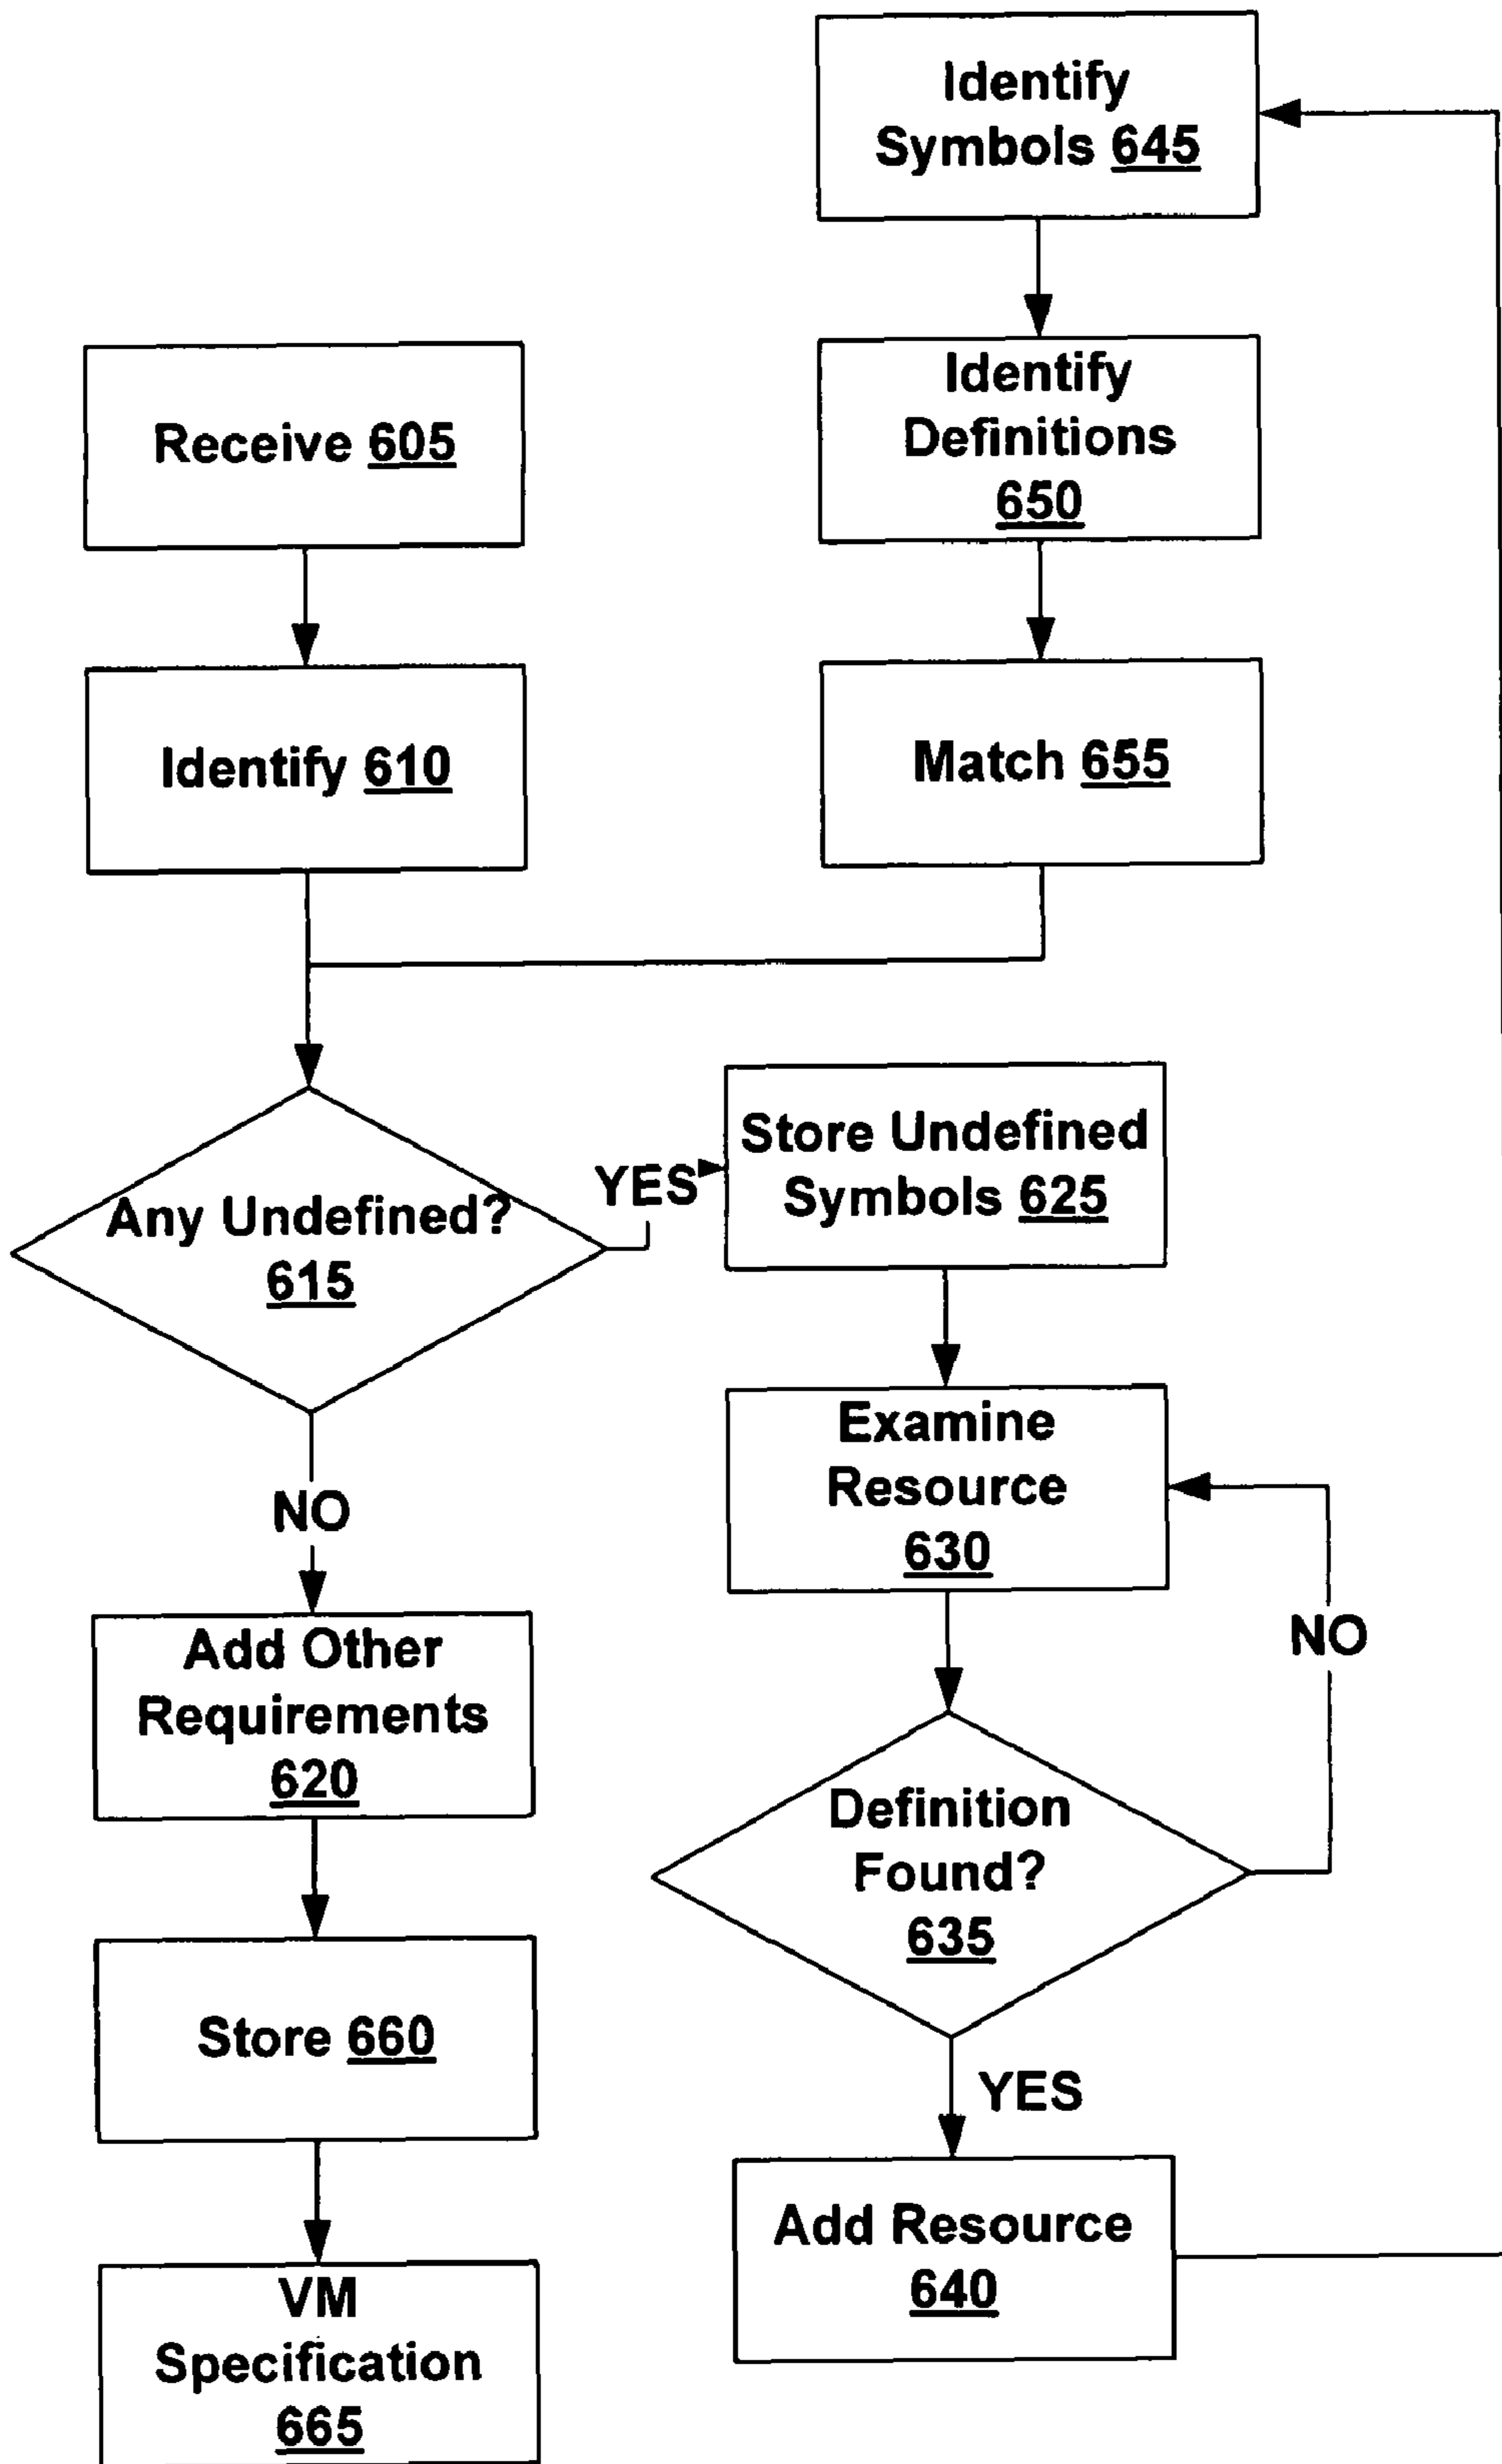 Identify
Symbols 645
Identify
Definitions
650
Receive 605
Identify 610
Match 655
Any Undefined?
615
YES
Store Undefined
Symbols 625
Examine
Resource
630
NO
NO
Add Other
Requirements
620
Definition
Found?
635
Store 660
YES
Add Resource
640
VM
Specification
665